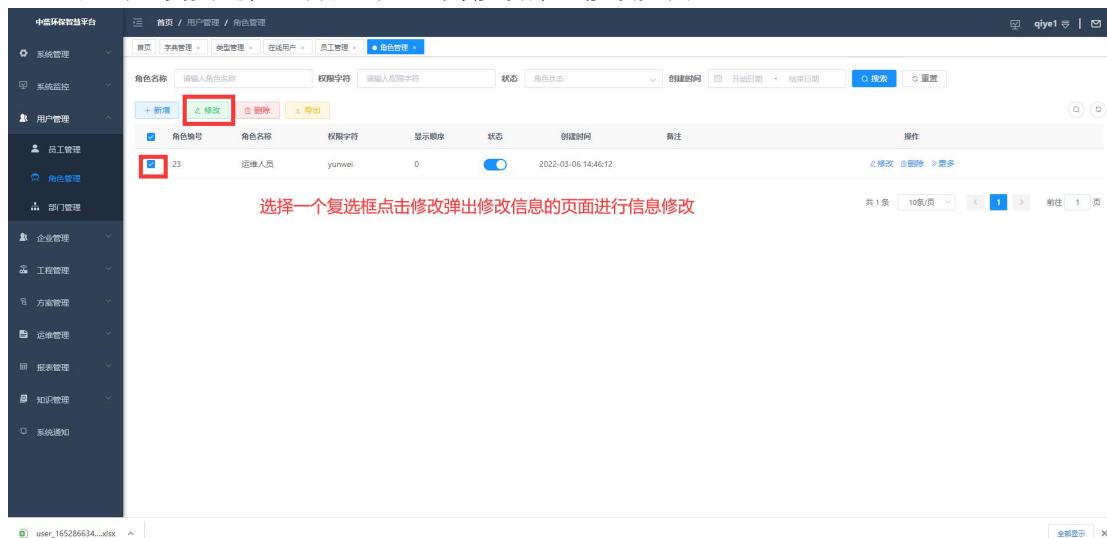 中蓝环保智慧平台
首页 / 用户管理 / 角色管理
qiye1
首页 字典管理 × 类型管理 × 在线用户 × 员工管理 × 角色管理 ×
系统管理
系统监控
用户管理
员工管理
角色管理
部门管理
企业管理
工程管理
方案管理
运维管理
报表管理
知识管理
系统通知
角色名称 请输入角色名称 权限字符 请输入权限字符 状态 角色状态 创建时间 开始日期 - 结束日期 搜索 重置
+ 新增 修改 删除 导出
角色编号 角色名称 权限字符 显示顺序 状态 创建时间 备注 操作
23 运维人员 yunwei 0 2022-03-06 14:46:12 修改 删除 更多
选择一个复选框点击修改弹出修改信息的页面进行信息修改
共 1 条 10条/页 < 1 > 前往 1 页
user_165286634....xlsx 全部显示 ×